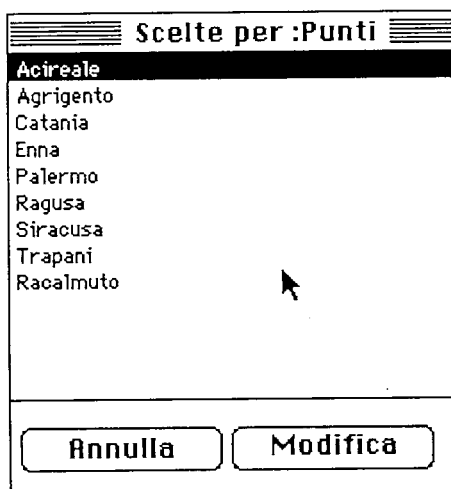 Scelte per :Punti
Acireale
Agrigento
Catania
Enna
Palermo
Ragusa
Siracusa
Trapani
Racalmuto
Annulla Modifica